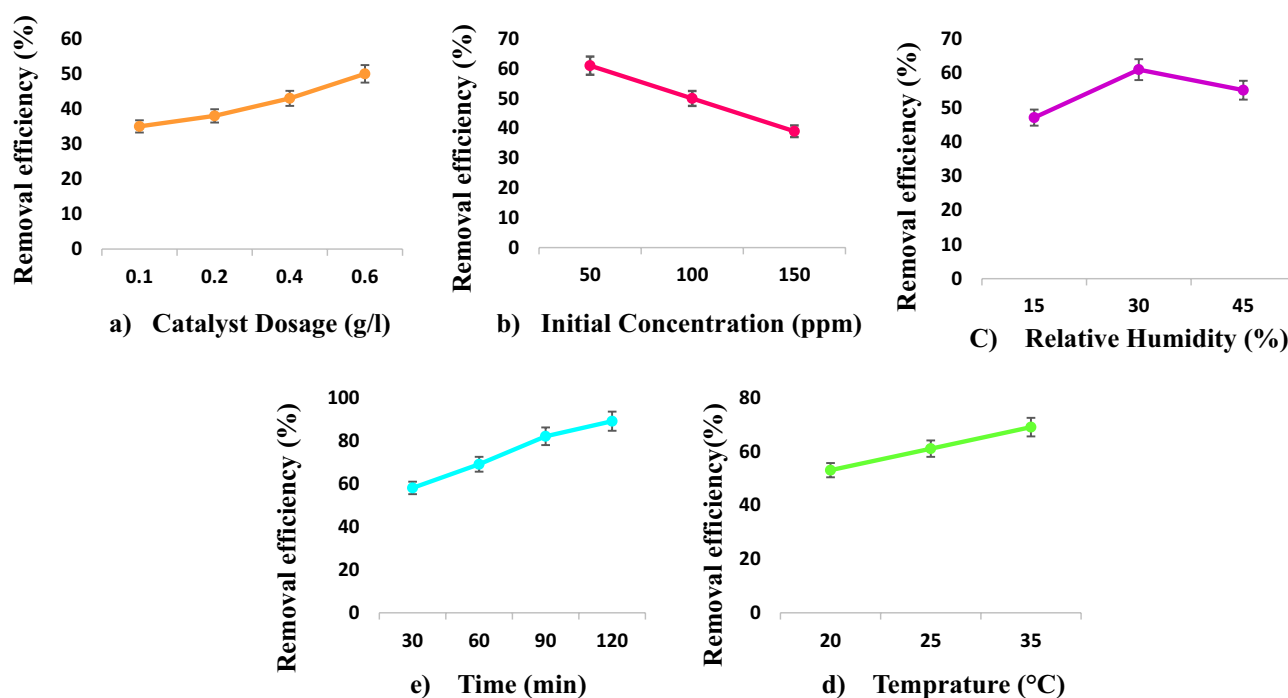 Removal efficiency (%)
60
50
40
30
20
10
0
0.1 0.2 0.4 0.6
a) Catalyst Dosage (g/l)
Removal efficiency (%)
70
60
50
40
30
20
10
0
50 100 150
b) Initial Concentration (ppm)
Removal efficiency (%)
70
60
50
40
30
20
10
0
15 30 45
C) Relative Humidity (%)
Removal efficiency (%)
100
80
60
40
20
0
30 60 90 120
e) Time (min)
Removal efficiency(%)
80
60
40
20
0
20 25 35
d) Temprature (°C)